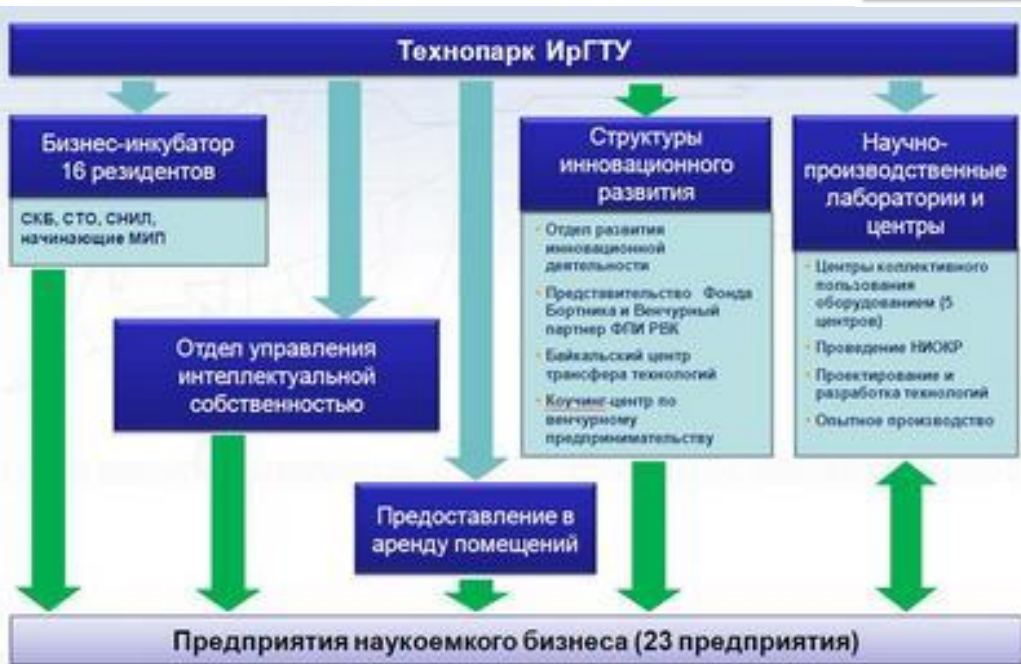 Технопарк ИрГТУ
Бизнес-инкубатор
16 резидентов
СКБ, СТО, СНИЛ,
начинающие МИП
Отдел управления
интеллектуальной
собственностью
Предоставление в
аренду помещений
Структуры
инновационного
развития
Отдел развития
инновационной
деятельности
Представительство Фонда
Бортника и Венчурный
партнер ФПИ РВК
Байкальский центр
трансфера технологий
Коучинг-центр по
венчурному
предпринимательству
Научно-
производственные
лаборатории и
центры
Центры коллективного
пользования
оборудованием (5
центров)
Проведение НИОКР
Проектирование и
разработка технологий
Опытное производство
Предприятия наукоемкого бизнеса (23 предприятия)